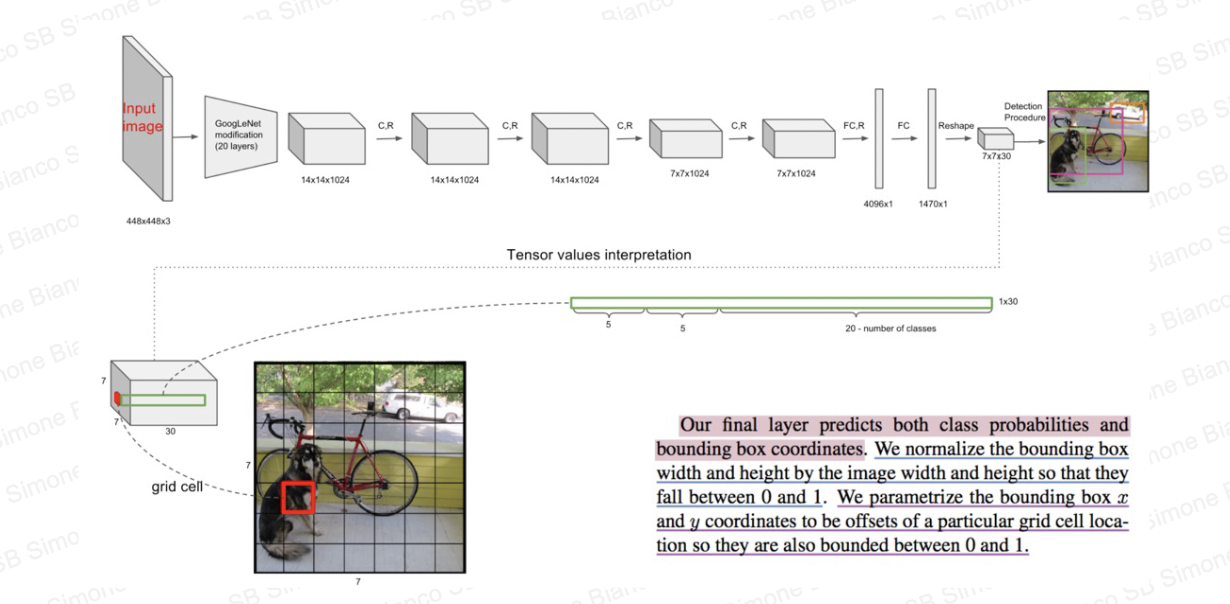 Input
image
448x448x3
GoogLeNet
modification
(20 layers)
14x14x1024
C,R
14x14x1024
C,R
14x14x1024
C,R
7x7x1024
C,R
7x7x1024
FC,R
4096x1
FC
1470x1
Reshape
7x7x30
Detection
Procedure
Tensor values interpretation
1x30
5
5
20 - number of classes
7
7
30
grid cell
7
7
Our final layer predicts both class probabilities and
bounding box coordinates. We normalize the bounding box
width and height by the image width and height so that they
fall between 0 and 1. We parametrize the bounding box x
and y coordinates to be offsets of a particular grid cell loca-
tion so they are also bounded between 0 and 1.